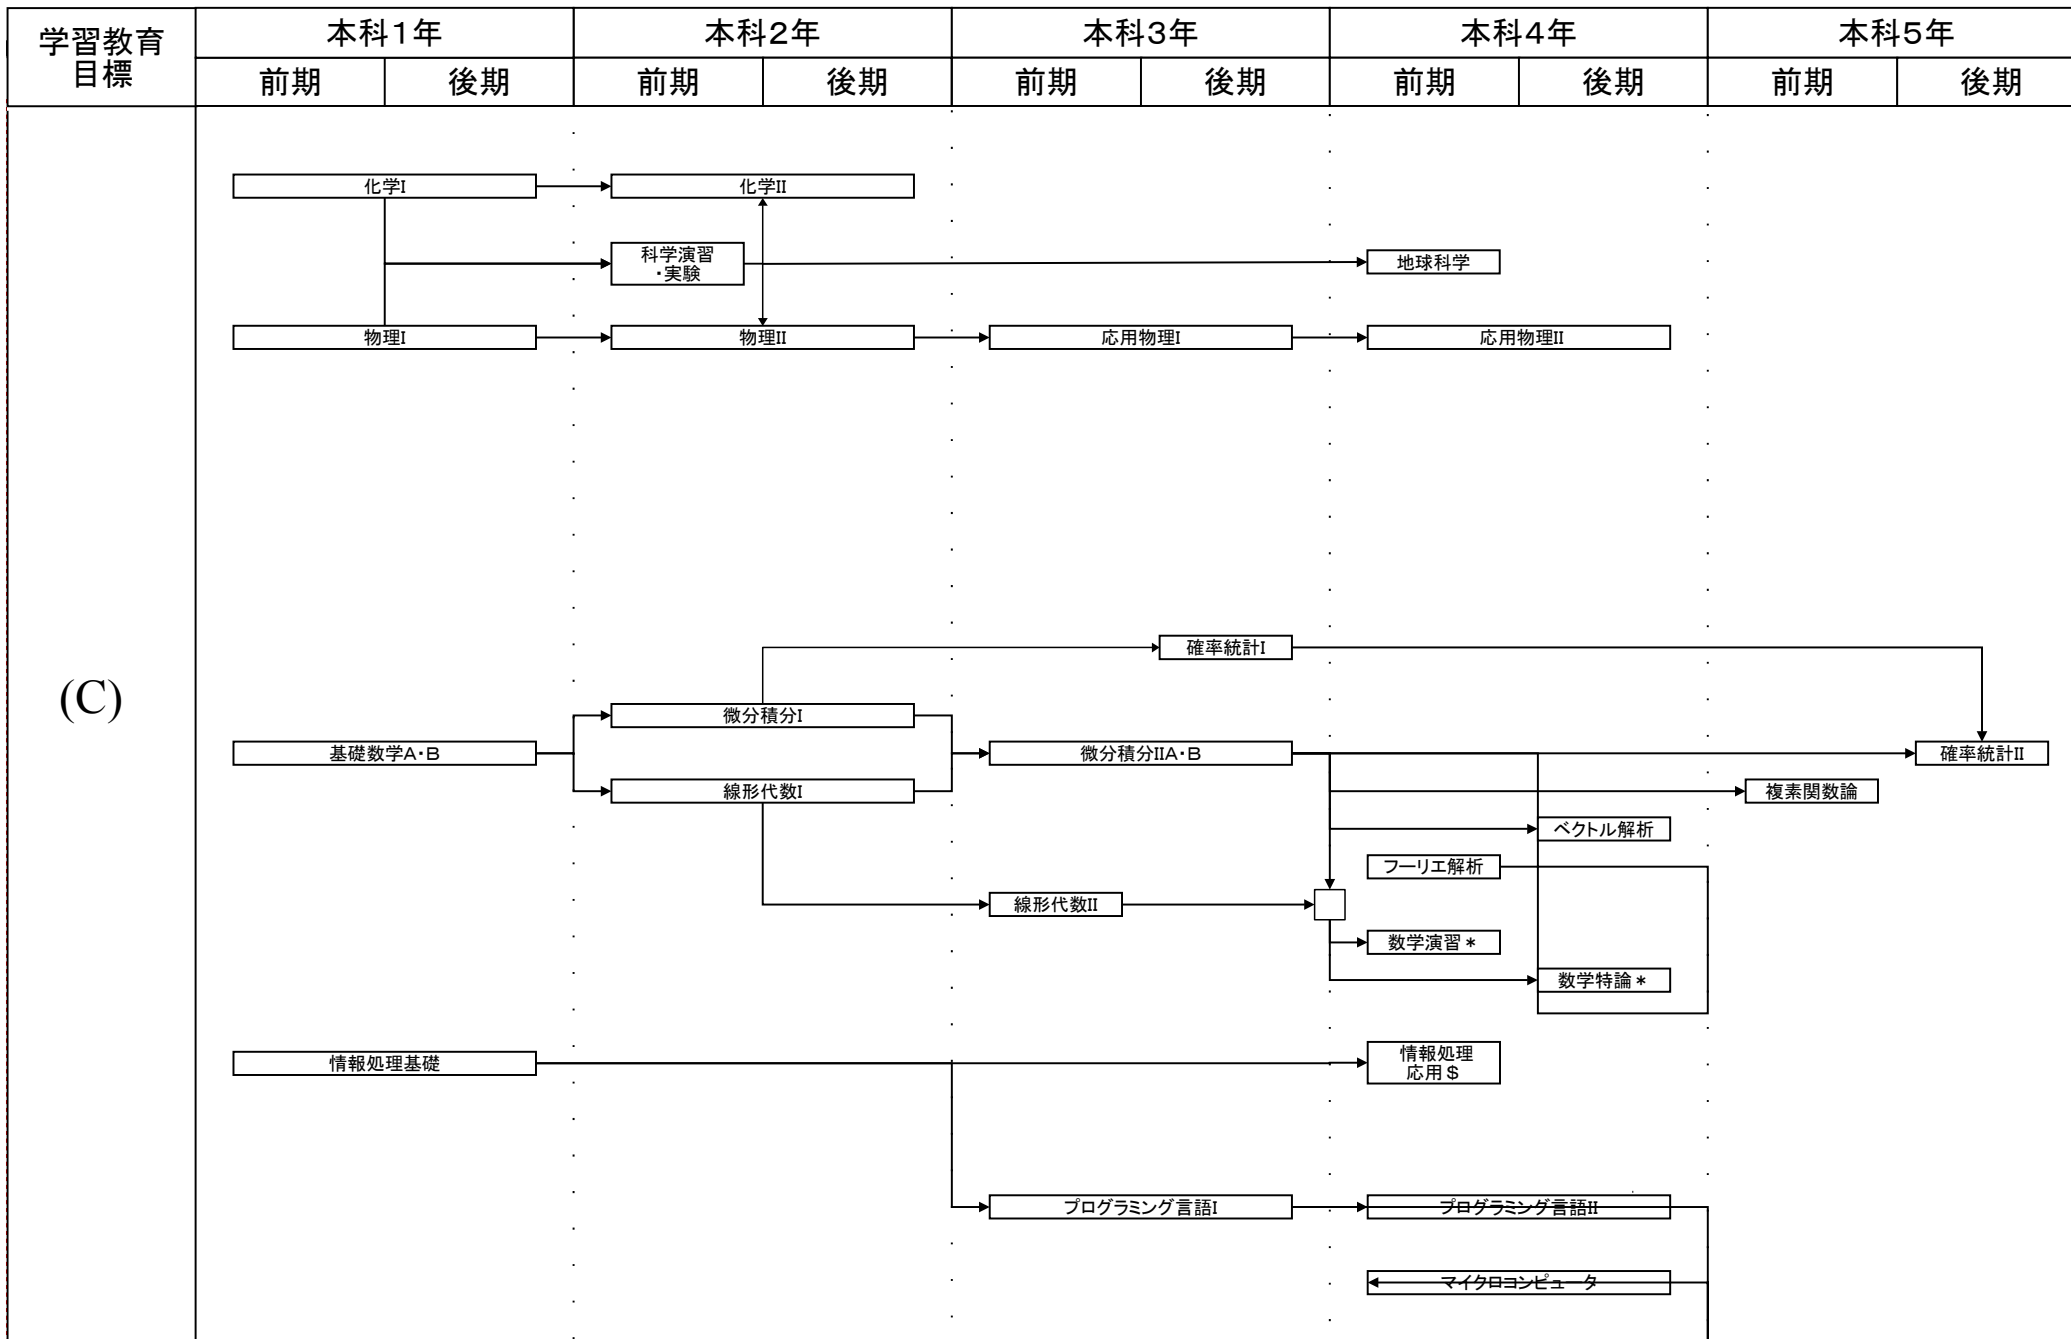 学習教育
目標
本科1年
本科2年
本科3年
本科4年
本科5年
前期
後期
前期
後期
前期
後期
前期
後期
前期
後期
(C)
化学I
化学II
科学演習
・実験
地球科学
物理I
物理II
応用物理I
応用物理II
確率統計I
微分積分I
基礎数学A・B
微分積分IIA・B
確率統計II
線形代数I
複素関数論
ベクトル解析
フーリエ解析
線形代数II
数学演習*
数学特論*
情報処理基礎
情報処理
応用$
プログラミング言語I
プログラミング言語II
マイクロコンピュータ